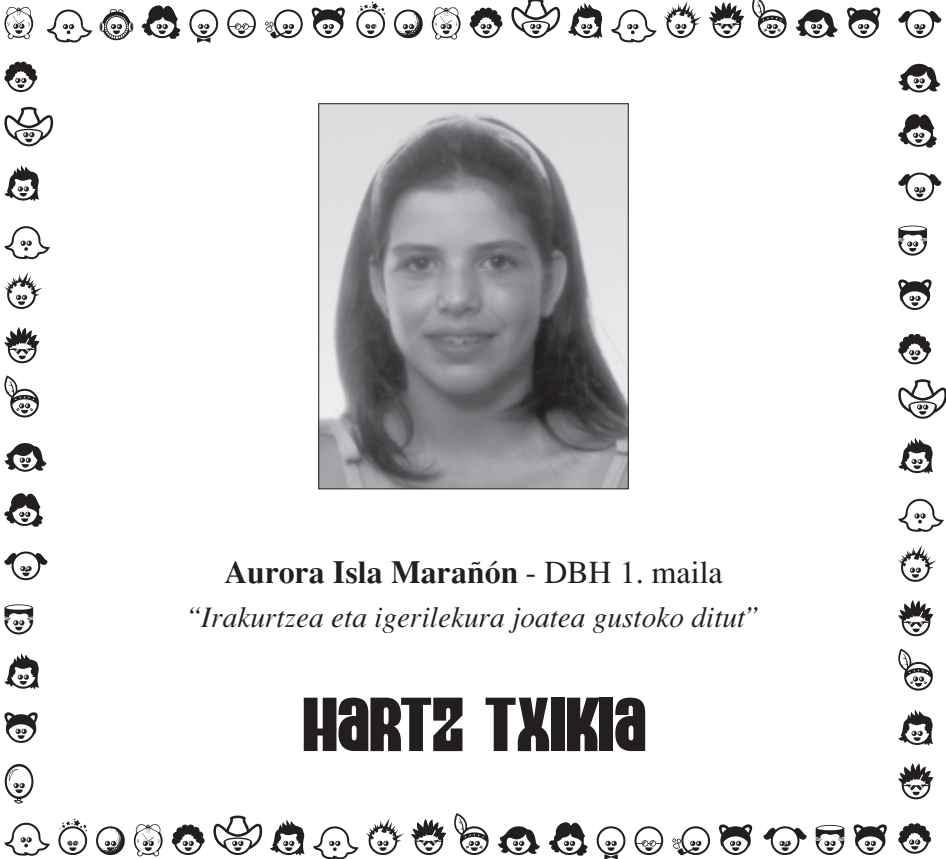 Aurora Isla Marañón - DBH 1. maila
“Irakurtzea eta igerilekura joatea gustoko ditut”
HaRTZ TXIKIa